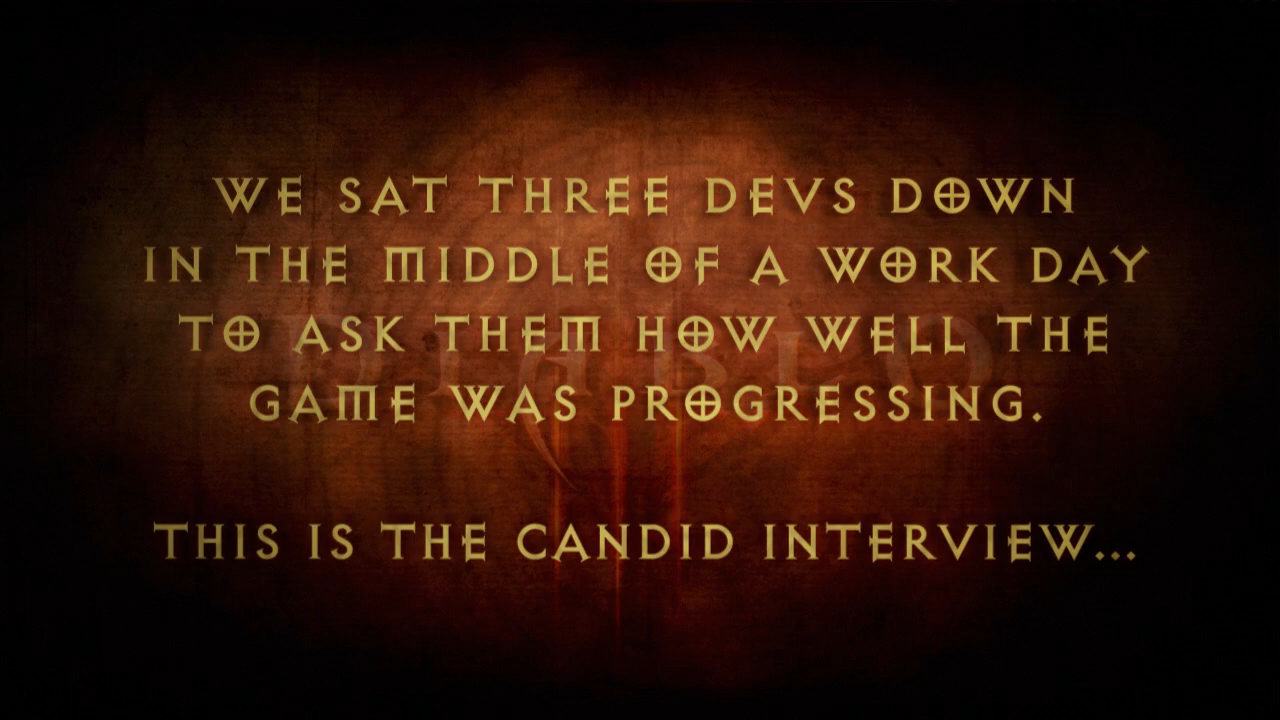 WE SAT THREE DEVS DOWN
IN THE MIDDLE OF A WORK DAY
TO ASK THEM HOW WELL THE
GAME WAS PROGRESSING.
THIS IS THE CANDID INTERVIEW...
DIABLO